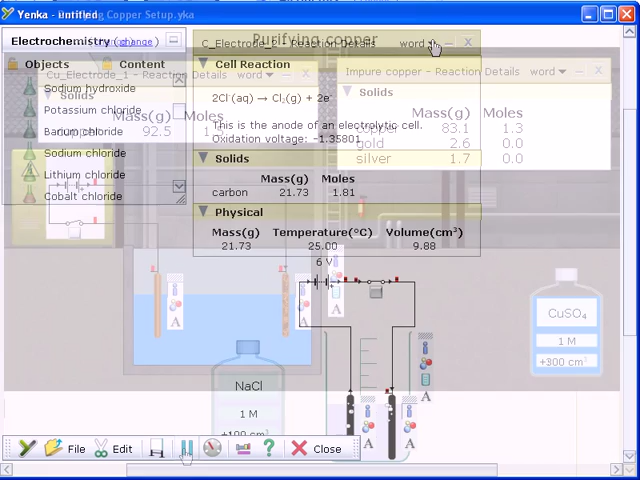 Yenka - Untitled
Purifying Copper Setup.yka
Purifying copper
Electrochemistry (change)
C_Electrode_2 - Reaction Details word
Objects Content
Cell Reaction
Cu_Electrode_1 - Reaction Details word
Impure copper - Reaction Details word
Sodium hydroxide
Solids
Solids
2Cl⁻(aq) → Cl₂(g) + 2e⁻
Potassium chloride
Mass(g) Moles
Mass(g) Moles
This is the anode of an electrolytic cell.
Oxidation voltage: -1.35801
Barium chloride
92.5
83.1 1.3
gold 2.6 0.0
Sodium chloride
Solids
silver 1.7 0.0
Lithium chloride
Mass(g) Moles
Cobalt chloride
carbon 21.73 1.81
Physical
Mass(g) Temperature(°C) Volume(cm³)
21.73 25.00 9.88
6 V
A
A
A
CuSO₄
1 M
+300 cm³
NaCl
1 M
+100 cm³
A
A
A
File Edit Close